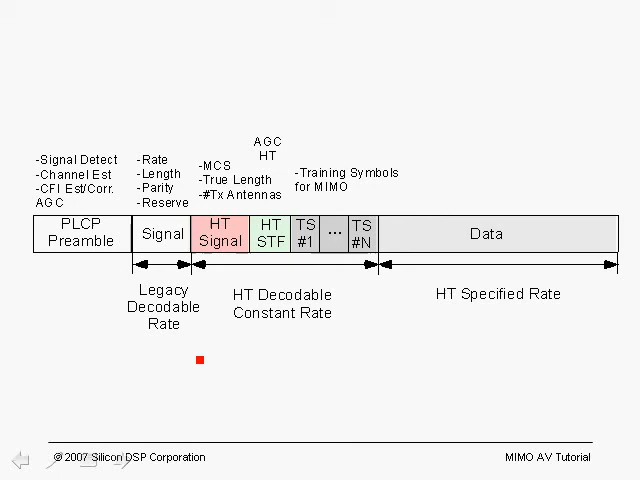 AGC
HT
-Signal Detect
-Channel Est
-CFI Est/Corr.
AGC
-Rate
-Length
-Parity
-Reserve
-MCS
-True Length
-#Tx Antennas
-Training Symbols
for MIMO
PLCP
Preamble
Signal
HT
Signal
HT
STF
TS
#1
...
TS
#N
Data
Legacy
Decodable
Rate
HT Decodable
Constant Rate
HT Specified Rate
© 2007 Silicon DSP Corporation
MIMO AV Tutorial